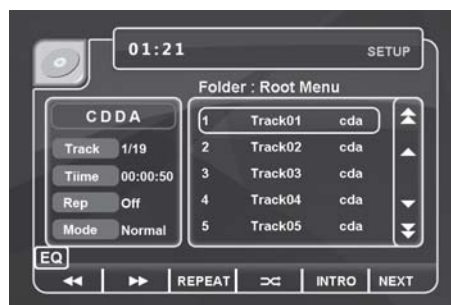 01:21 SETUP
Folder : Root Menu
CDDA
Track 1/19
Tiime 00:00:50
Rep Off
Mode Normal
1 Track01 cda
2 Track02 cda
3 Track03 cda
4 Track04 cda
5 Track05 cda
EQ
REPEAT INTRO NEXT